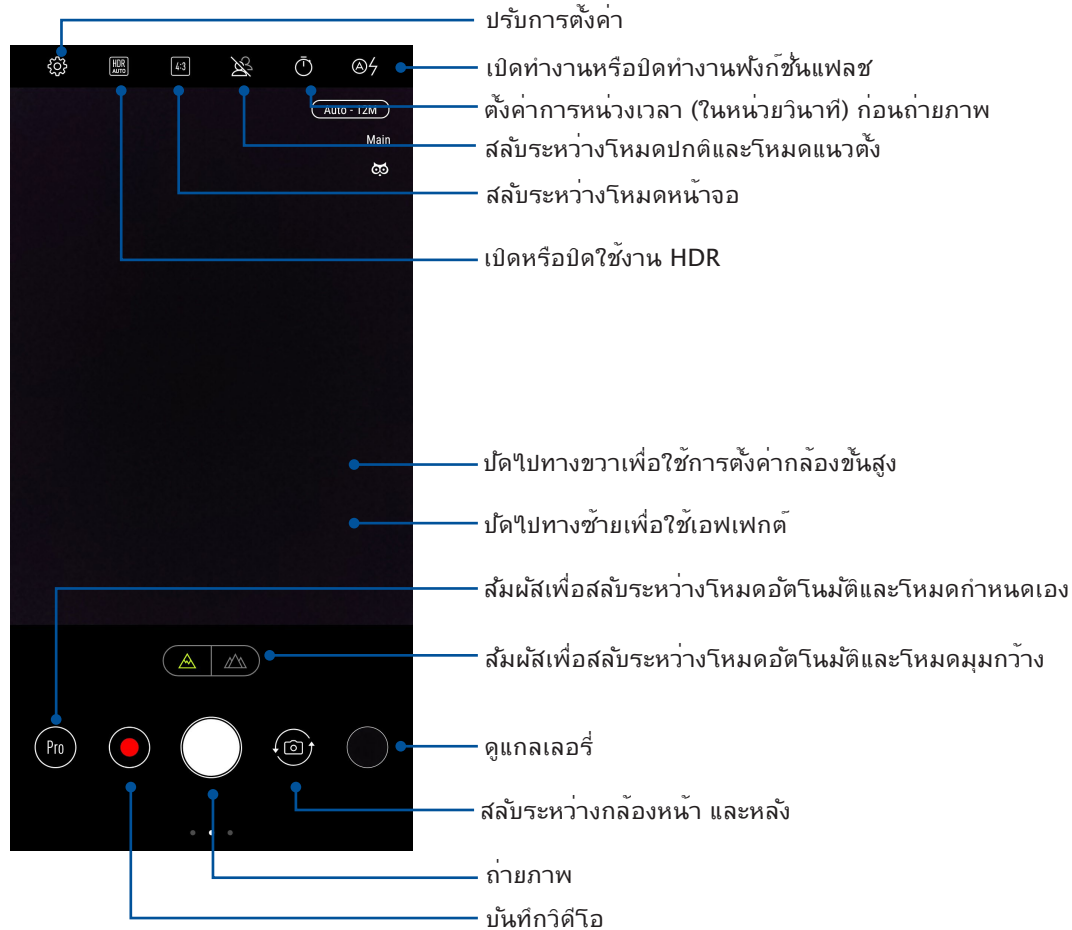 ปรับการตั้งค่า
HDR AUTO
4:3
A
เปิดทำงานหรือปิดทำงานฟังก์ชั่นแฟลช
Auto - 12M
ตั้งค่าการหน่วงเวลา (ในหน่วยวินาที) ก่อนถ่ายภาพ
Main
สลับระหว่างโหมดปกติและโหมดแนวตั้ง
สลับระหว่างโหมดหน้าจอ
เปิดหรือปิดใช้งาน HDR
ปัดไปทางขวาเพื่อใช้การตั้งค่ากล้องขั้นสูง
ปัดไปทางซ้ายเพื่อใช้เอฟเฟกต์
สัมผัสเพื่อสลับระหว่างโหมดอัตโนมัติและโหมดกำหนดเอง
สัมผัสเพื่อสลับระหว่างโหมดอัตโนมัติและโหมดมุมกว้าง
Pro
ดูแกลเลอรี่
สลับระหว่างกล้องหน้า และหลัง
ถ่ายภาพ
บันทึกวิดีโอ